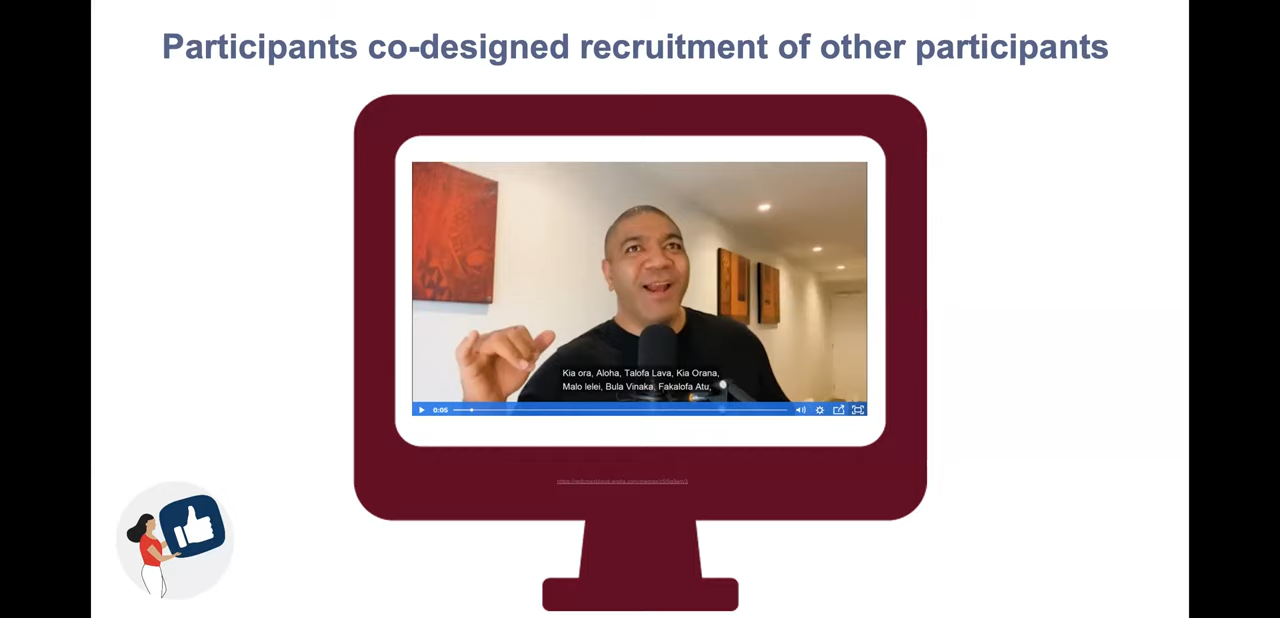 Participants co-designed recruitment of other participants
Kia ora, Aloha, Talofa Lava, Kia Orana,
Malo lelei, Bula Vinaka, Fakalofa Atu,
0:05